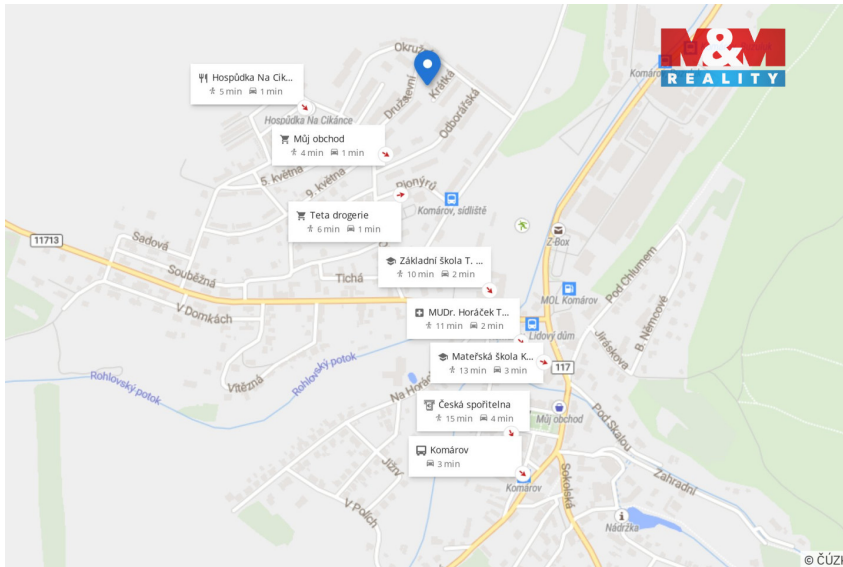 M&M
REALITY
Okružní
Krátká
Družstevní
Odborářská
Hospůdka Na Cik...
5 min 1 min
Hospůdka Na Cikánce
Můj obchod
4 min 1 min
5. května
9. května
Pionýrů
Komárov, sídliště
Teta drogerie
6 min 1 min
Z-Box
11713
Sadová
Souběžná
Tichá
V Domkách
Základní škola T. ...
10 min 2 min
MOL Komárov
Pod Chlumem
B. Němcové
Jiráskova
MUDr. Horáček T...
11 min 2 min
Lidový dům
Mateřská škola K...
13 min 3 min
117
Rohlovský potok
Rohlovský potok
Vítězná
Na Horác
Česká spořitelna
15 min 4 min
Můj obchod
Pod Skalou
Komárov
3 min
Komárov
Jižní
V Polích
Sokolská
Zahradní
Nádržka
© ČÚZK